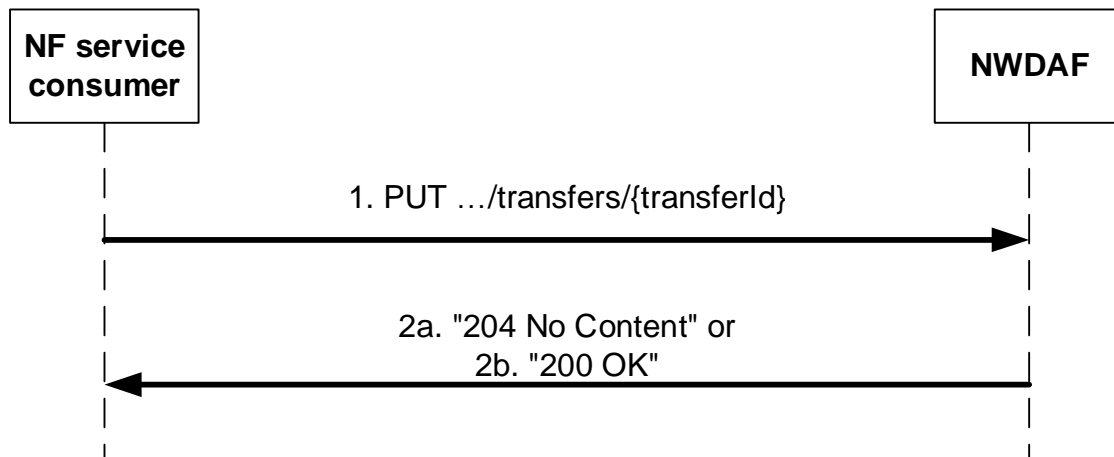 NF service
consumer
NWDAF
1. PUT …/transfers/{transferId}
2a. "204 No Content" or
2b. "200 OK"